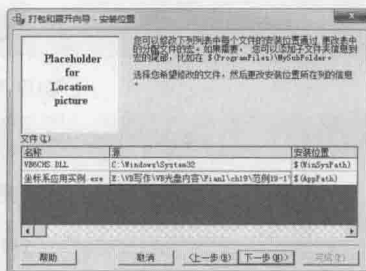 打包和展开向导 - 安装位置
Placeholder
for
Location
picture
您可以修改下列列表中每个文件的安装位置通过 更改表中
的分配文件的宏。如果需要， 您可以添加子文件夹信息到
宏的尾部，比如在 $(ProgramFiles)\MySubFolder。
选择您希望修改的文件，然后更改安装位置所在列的信息
。
文件(L)
名称 源 安装位置
VB6CHS.DLL C:\Windows\System32 $(WinSysPath)
坐标系应用实例.exe E:\VB写作\VB光盘内容\Pian2\ch19\范例19-1\ $(AppPath)
帮助 取消 <上一步(B) 下一步(N)> 完成(F)